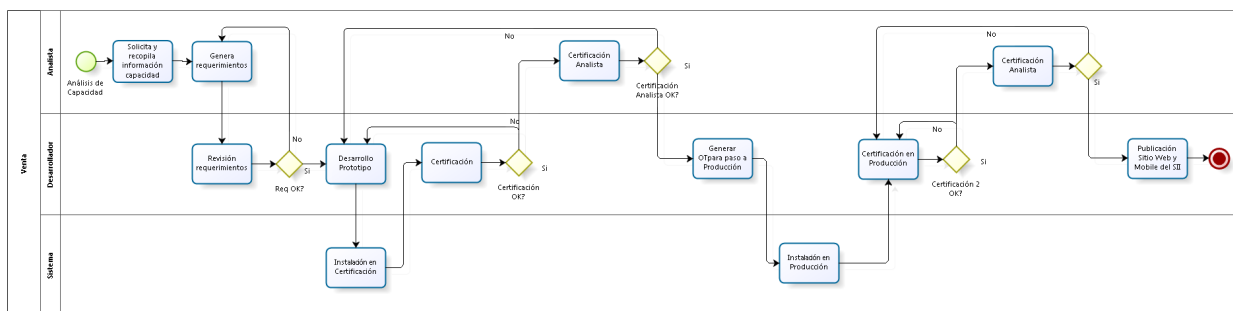 Venta
Analista
Análisis de
Capacidad
Solicita y
recopila
información
capacidad
Genera
requerimientos
No
No
Certificación
Analista
Si
Certificación
Analista OK?
No
Certificación
Analista
Si
Desarrollador
Revisión
requerimientos
No
Si
Req OK?
Desarrollo
Prototipo
Certificación
No
Si
Certificación
OK?
Generar
OTpara paso a
Producción
Certificación en
Producción
No
Si
Certificación 2
OK?
Publicación
Sitio Web y
Mobile del SII
Sistema
Instaladón en
Certificación
Instaladón en
Producción